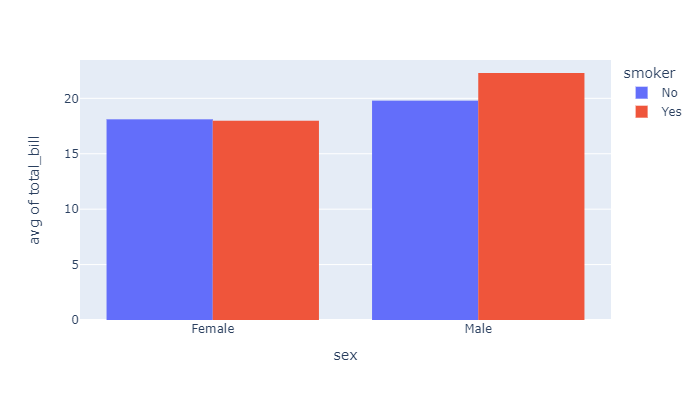 smoker
No
Yes
avg of total_bill
20
15
10
5
0
Female
Male
sex